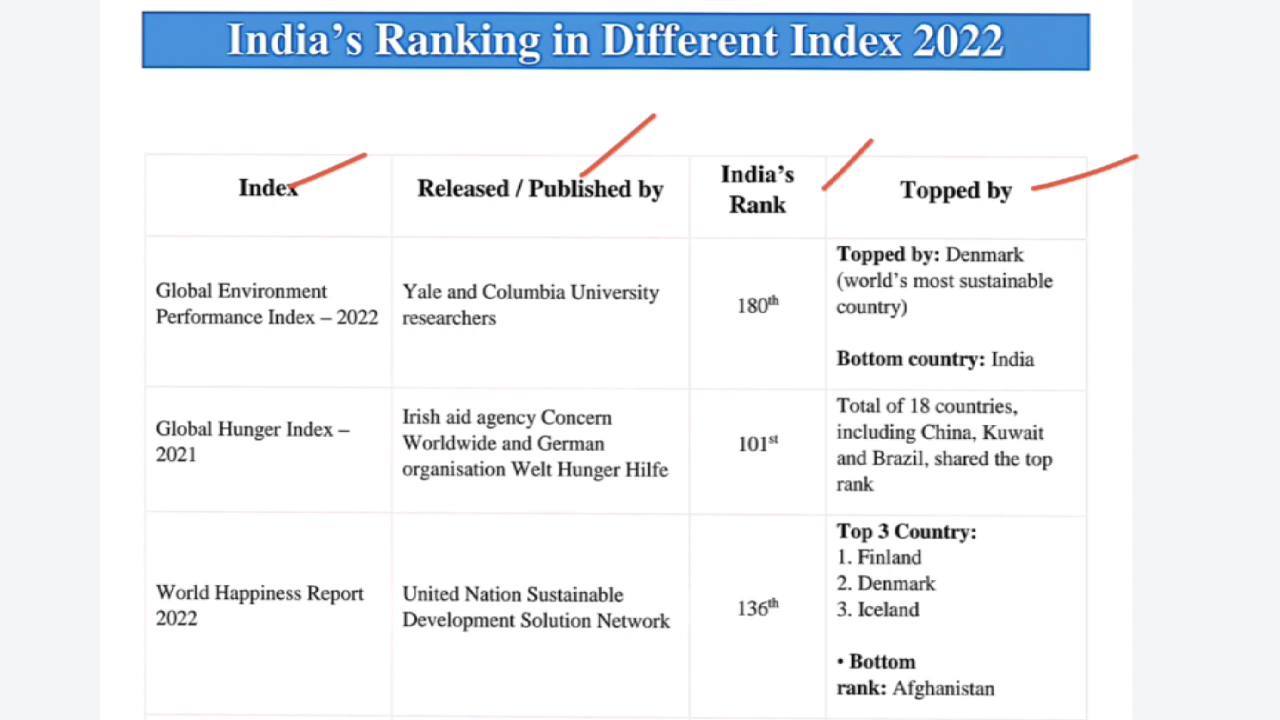 India's Ranking in Different Index 2022
Index
Released / Published by
India's
Rank
Topped by
Global Environment
Performance Index – 2022
Yale and Columbia University
researchers
180th
Topped by: Denmark
(world's most sustainable
country)
Bottom country: India
Global Hunger Index –
2021
Irish aid agency Concern
Worldwide and German
organisation Welt Hunger Hilfe
101st
Total of 18 countries,
including China, Kuwait
and Brazil, shared the top
rank
World Happiness Report
2022
United Nation Sustainable
Development Solution Network
136th
Top 3 Country:
1. Finland
2. Denmark
3. Iceland
• Bottom
rank: Afghanistan